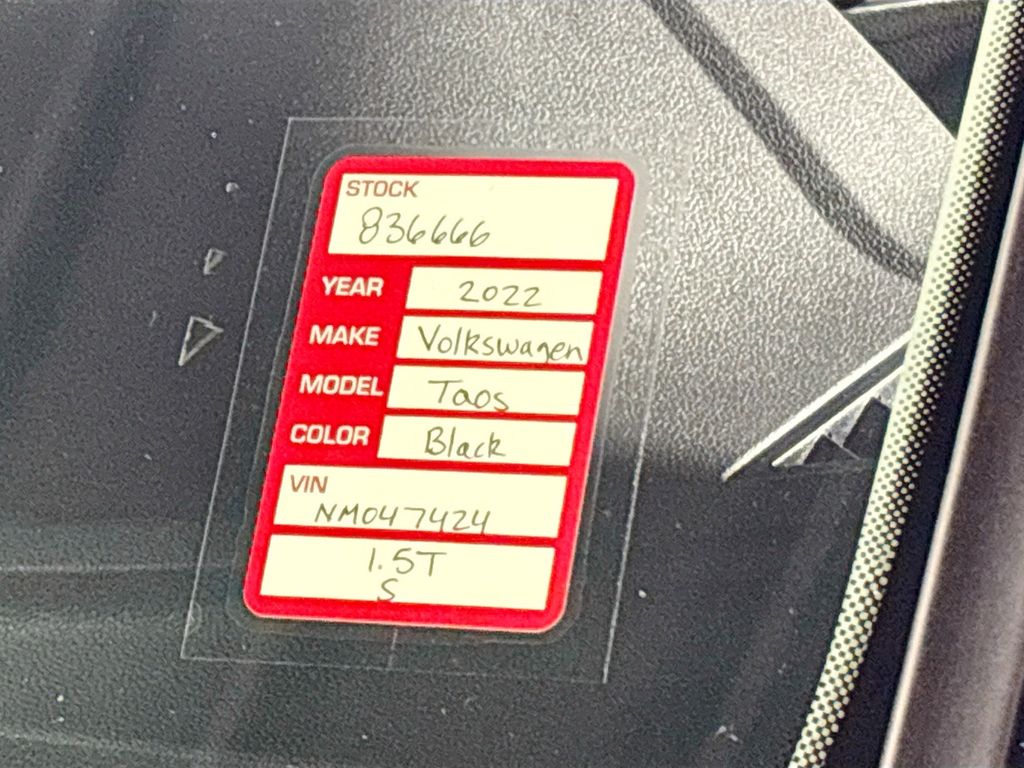 STOCK
836666
YEAR 2022
MAKE Volkswagen
MODEL Taos
COLOR Black
VIN
NM047424
1.5T
S